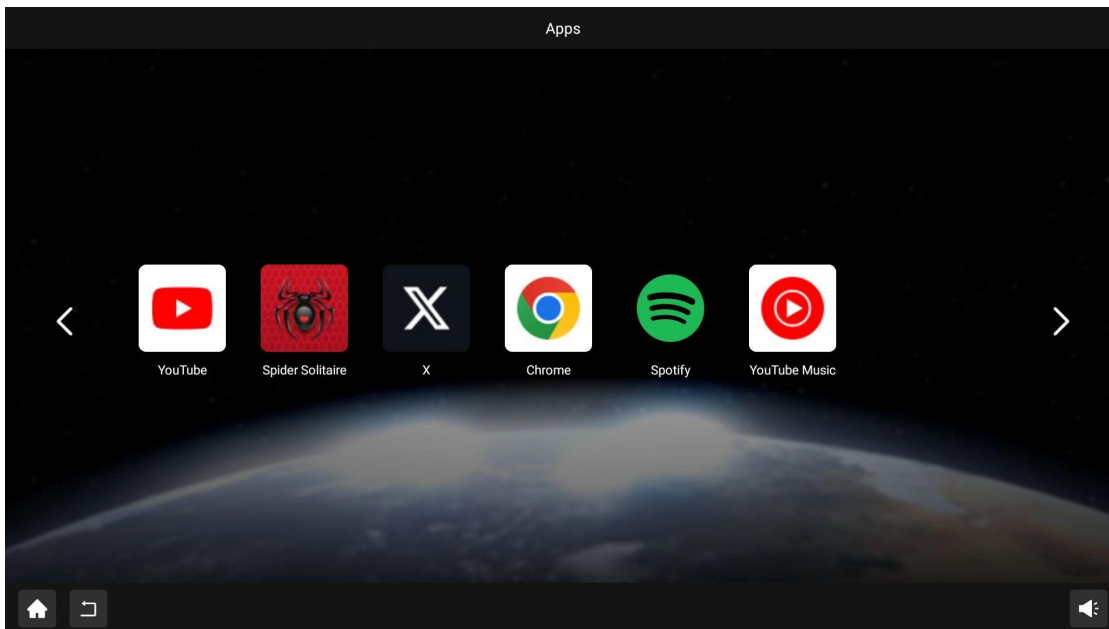 Apps
YouTube
Spider Solitaire
X
Chrome
Spotify
YouTube Music